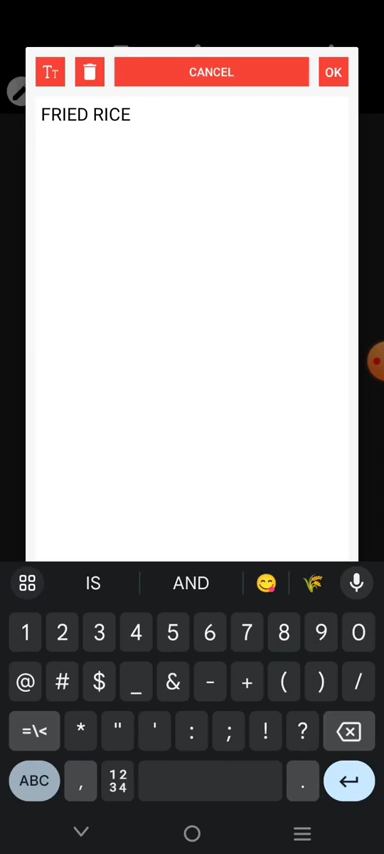 TT
CANCEL
OK
FRIED RICE
IS AND
1 2 3 4 5 6 7 8 9 0
@ # $ _ & - + ( ) /
=\< * " ' : ; ! ?
ABC , 12 .
34